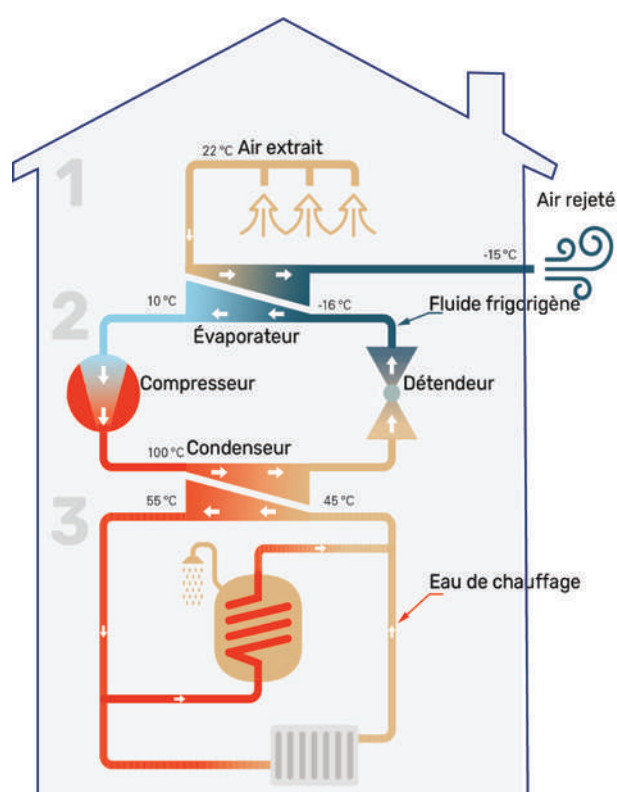 1
22 °C Air extrait
Air rejeté
-15 °C
2
10 °C
-16 °C
Fluide frigorigène
Évaporateur
Compresseur
Détendeur
100 °C
Condenseur
3
55 °C
45 °C
Eau de chauffage